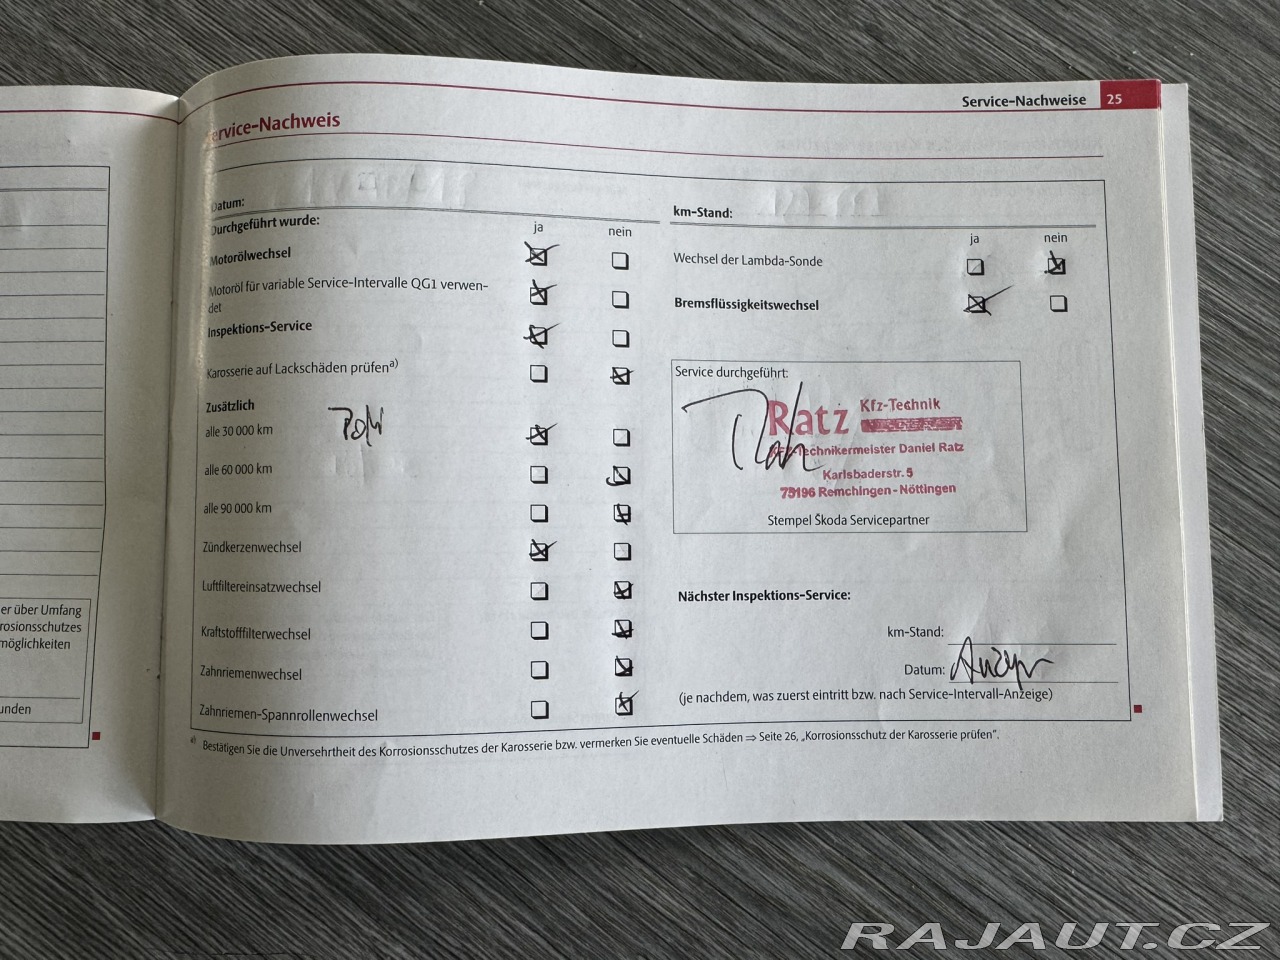 Service-Nachweise 25
Service-Nachweis
Datum:
km-Stand:
Durchgeführt wurde:
ja nein
ja nein
Motorölwechsel
Wechsel der Lambda-Sonde
Motoröl für variable Service-Intervalle QG1 verwen-
det
Bremsflüssigkeitswechsel
Inspektions-Service
Karosserie auf Lackschäden prüfen a)
Zusätzlich
alle 30 000 km
alle 60 000 km
alle 90 000 km
Zündkerzenwechsel
Luftfiltereinsatzwechsel
Kraftstofffilterwechsel
Zahnriemenwechsel
Zahnriemen-Spannrollenwechsel
Service durchgeführt:
Ratz Kfz-Technik
KFZ-Technikermeister Daniel Ratz
Karlsbaderstr. 5
75196 Remchingen - Nöttingen
Stempel Škoda Servicepartner
Nächster Inspektions-Service:
km-Stand:
Datum:
(je nachdem, was zuerst eintritt bzw. nach Service-Intervall-Anzeige)
a) Bestätigen Sie die Unversehrtheit des Korrosionsschutzes der Karosserie bzw. vermerken Sie eventuelle Schäden ⇒ Seite 26, „Korrosionsschutz der Karosserie prüfen“.
er über Umfang
rosionsschutzes
möglichkeiten
unden
RAJAUT.CZ